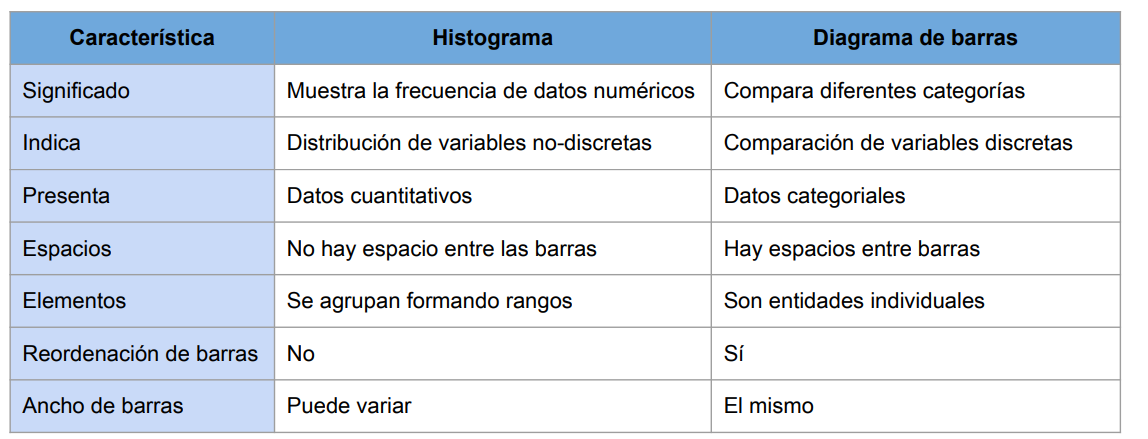 Característica Histograma Diagrama de barras
Significado Muestra la frecuencia de datos numéricos Compara diferentes categorías
Indica Distribución de variables no-discretas Comparación de variables discretas
Presenta Datos cuantitativos Datos categoriales
Espacios No hay espacio entre las barras Hay espacios entre barras
Elementos Se agrupan formando rangos Son entidades individuales
Reordenación de barras No Sí
Ancho de barras Puede variar El mismo